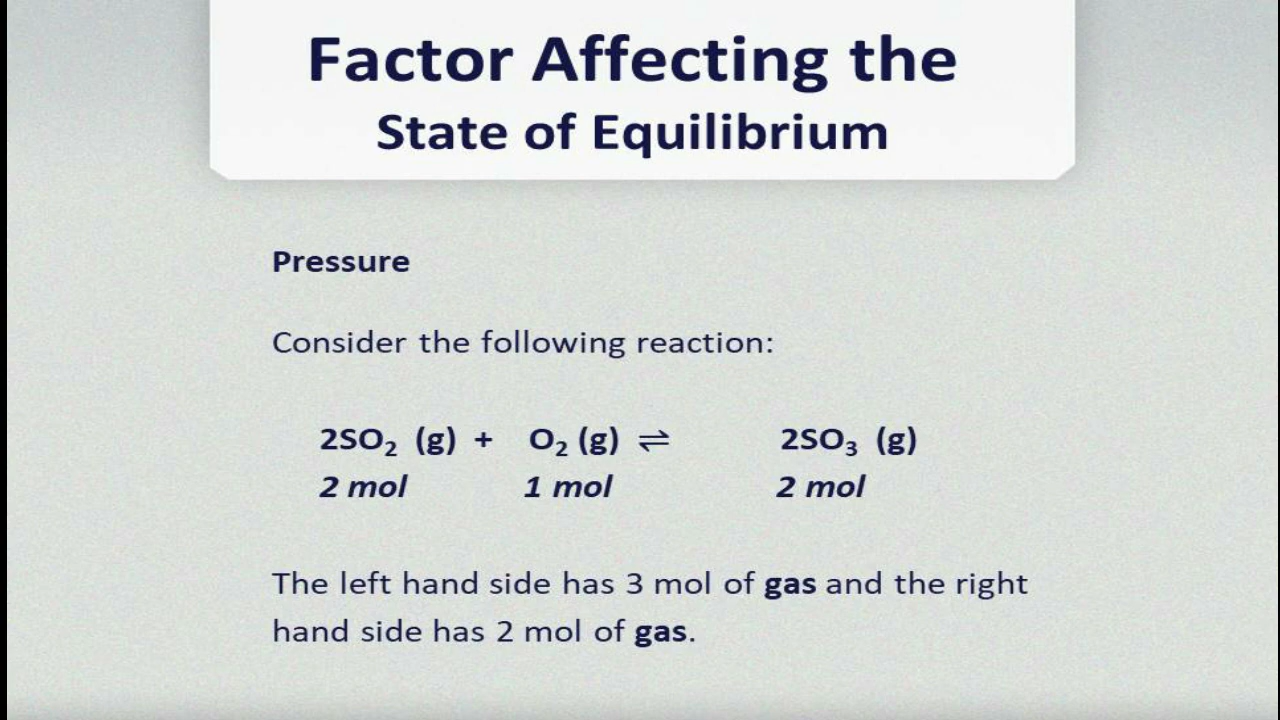 Factor Affecting the
State of Equilibrium
Pressure
Consider the following reaction:
2SO₂ (g) + O₂ (g) ⇌ 2SO₃ (g)
2 mol 1 mol 2 mol
The left hand side has 3 mol of gas and the right
hand side has 2 mol of gas.